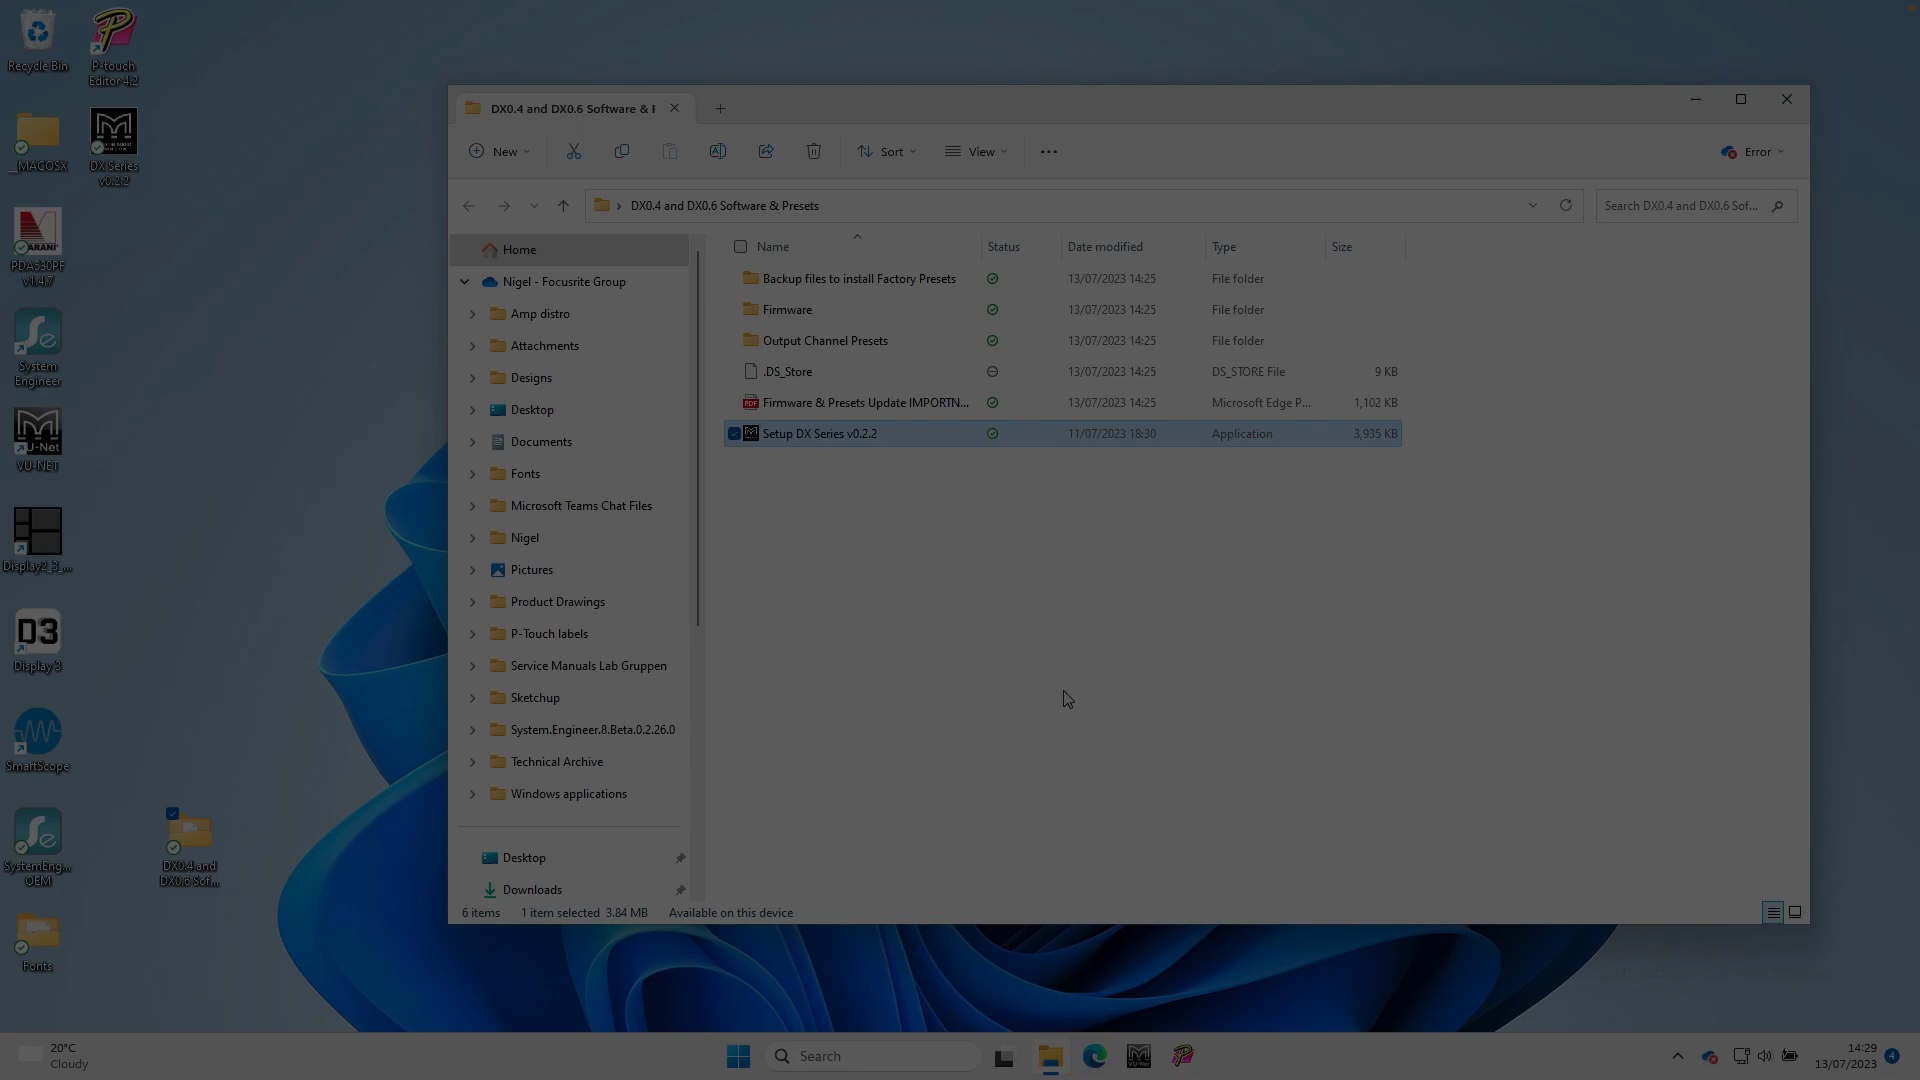 Recycle Bin
P-touch
Editor 4.2
__MACOSX
DX Series
v0.2.2
PDA530PF
v1.4.7
System
Engineer
VU-NET
Display2_3_...
Display 3
SmartScope
SystemEng...
OEM
DX0.4 and
DX0.6 Sof...
Fonts
DX0.4 and DX0.6 Software & P
New
Sort
View
Error
DX0.4 and DX0.6 Software & Presets
Search DX0.4 and DX0.6 Sof...
Home
Nigel - Focusrite Group
Amp distro
Attachments
Designs
Desktop
Documents
Fonts
Microsoft Teams Chat Files
Nigel
Pictures
Product Drawings
P-Touch labels
Service Manuals Lab Gruppen
Sketchup
System.Engineer.8.Beta.0.2.26.0
Technical Archive
Windows applications
Desktop
Downloads
Name Status Date modified Type Size
Backup files to install Factory Presets 13/07/2023 14:25 File folder
Firmware 13/07/2023 14:25 File folder
Output Channel Presets 13/07/2023 14:25 File folder
.DS_Store 13/07/2023 14:25 DS_STORE File 9 KB
Firmware & Presets Update IMPORTN... 13/07/2023 14:25 Microsoft Edge P... 1,102 KB
Setup DX Series v0.2.2 11/07/2023 18:30 Application 3,935 KB
6 items 1 item selected 3.84 MB Available on this device
20°C
Cloudy
Search
14:29
13/07/2023
4